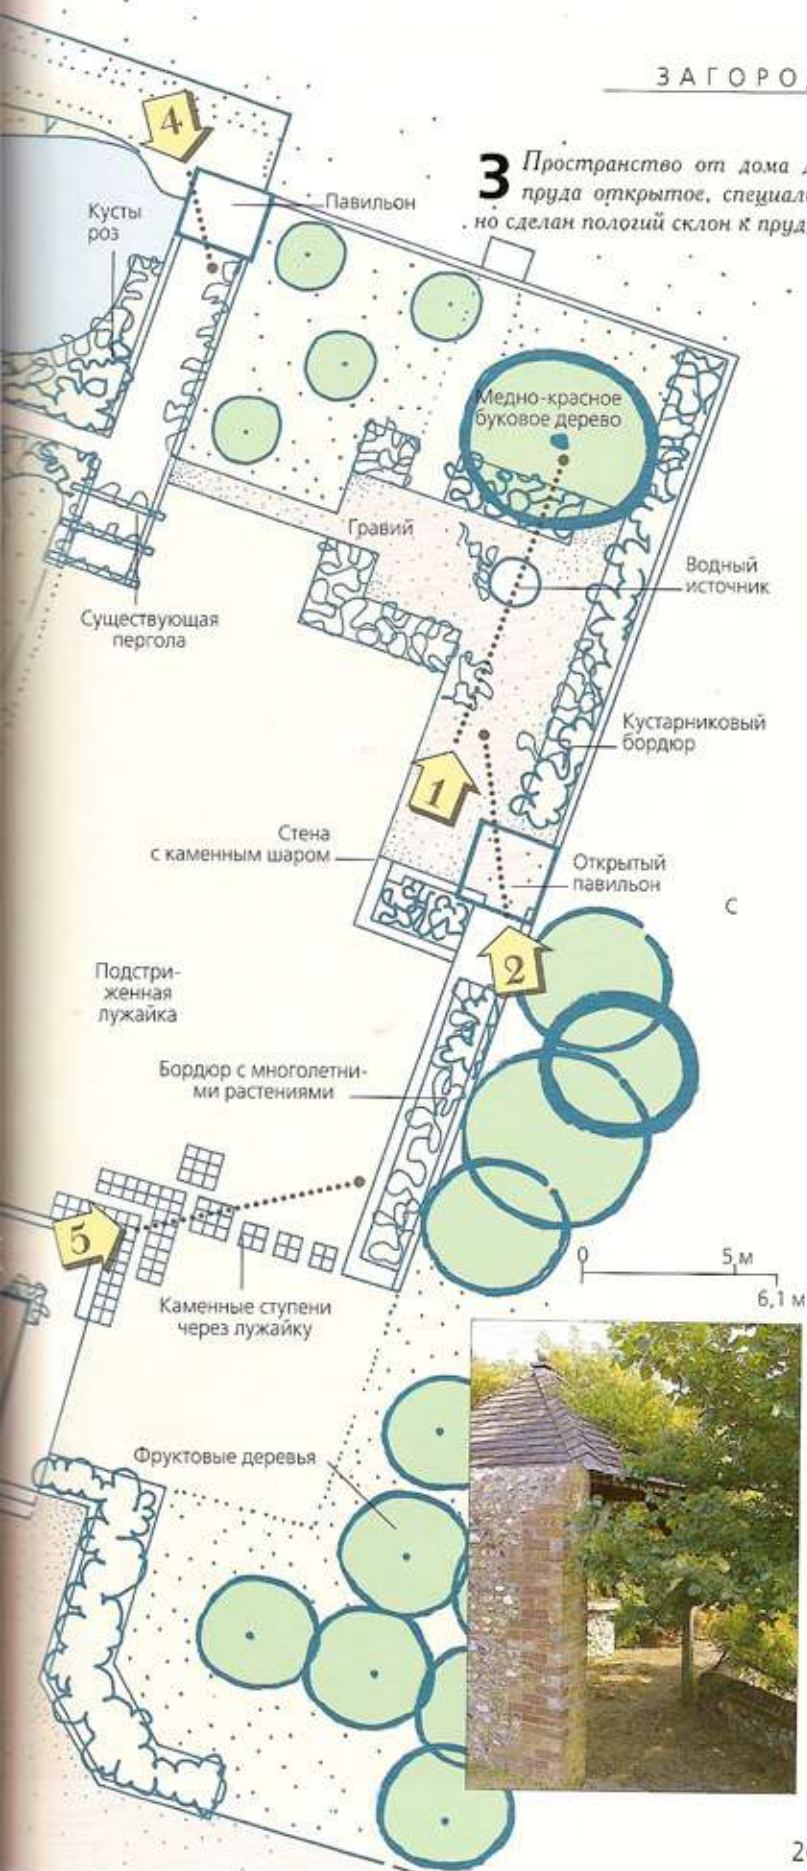 ЗАГОРО
4
3 Пространство от дома
пруда открытое, специаль
но сделан пологий склон к пруд
Павильон
Кусты
роз
Медно-красное
буковое дерево
Гравий
Водный
источник
Существующая
пергола
Кустарниковый
бордюр
1
Стена
с каменным шаром
Открытый
павильон
С
2
Подстри-
женная
лужайка
Бордюр с многолетни-
ми растениями
5
0 5 м
6,1 м
Каменные ступени
через лужайку
Фруктовые деревья
2